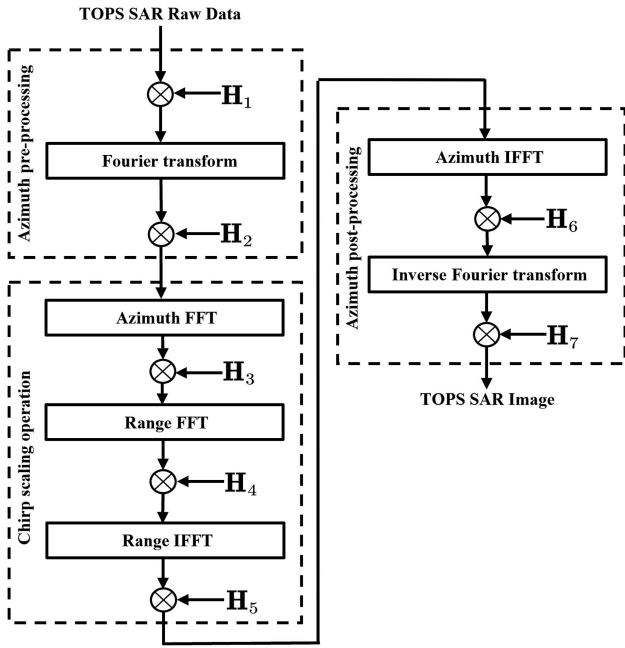 TOPS SAR Raw Data
Azimuth pre-processing
H1
Fourier transform
H2
Chirp scaling operation
Azimuth FFT
H3
Range FFT
H4
Range IFFT
H5
Azimuth post-processing
Azimuth IFFT
H6
Inverse Fourier transform
H7
TOPS SAR Image